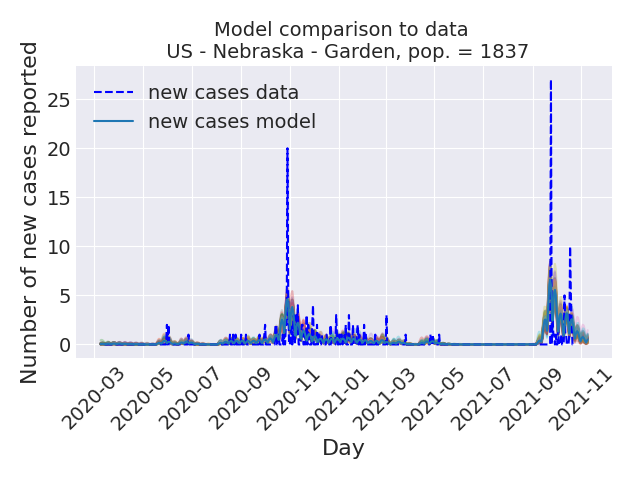 Model comparison to data
US - Nebraska - Garden, pop. = 1837
Number of new cases reported
25
20
15
10
5
0
new cases data
new cases model
2020-03
2020-05
2020-07
2020-09
2020-11
2021-01
2021-03
2021-05
2021-07
2021-09
2021-11
Day